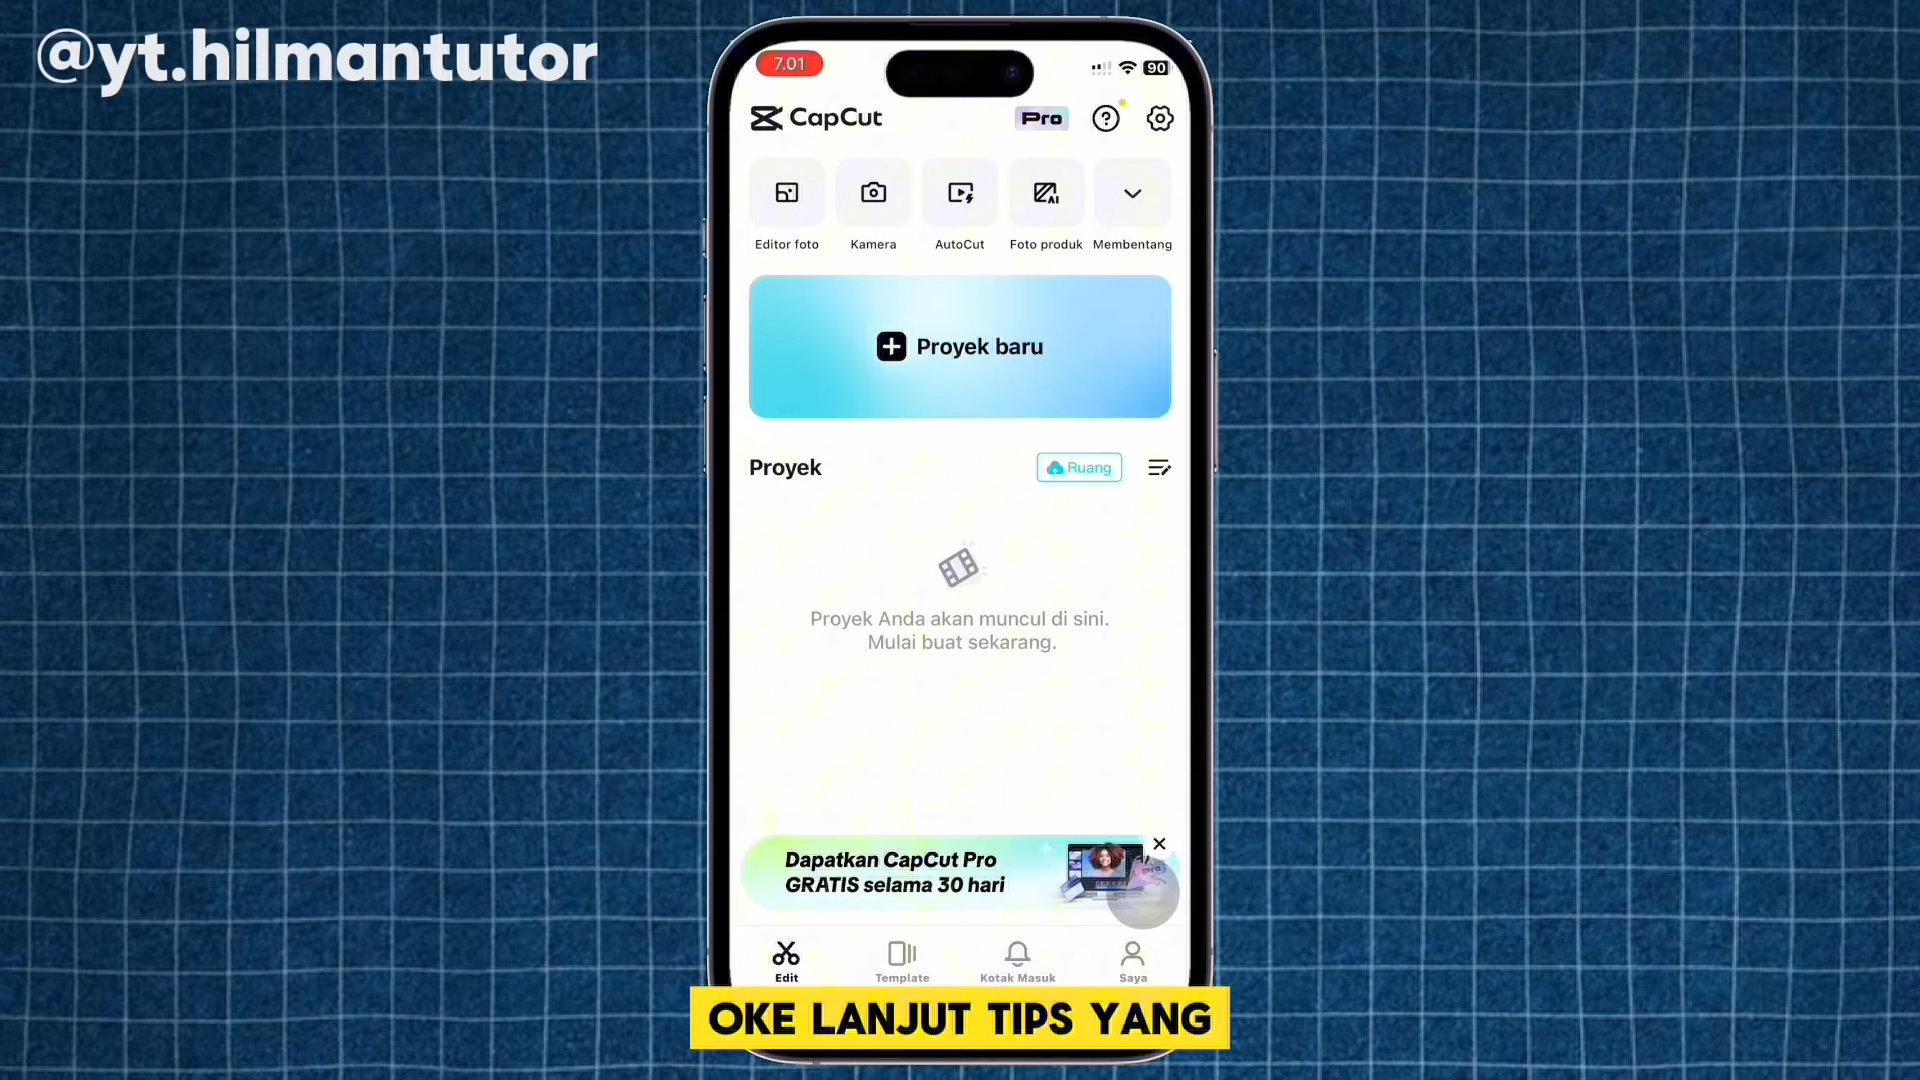 @yt.hilmantutor
7.01
90
CapCut
Pro
Editor foto
Kamera
AutoCut
AI
Foto produk
Membentang
Proyek baru
Proyek
Ruang
Proyek Anda akan muncul di sini.
Mulai buat sekarang.
Dapatkan CapCut Pro
GRATIS selama 30 hari
Pro
Edit
Template
Kotak Masuk
Saya
OKE LANJUT TIPS YANG